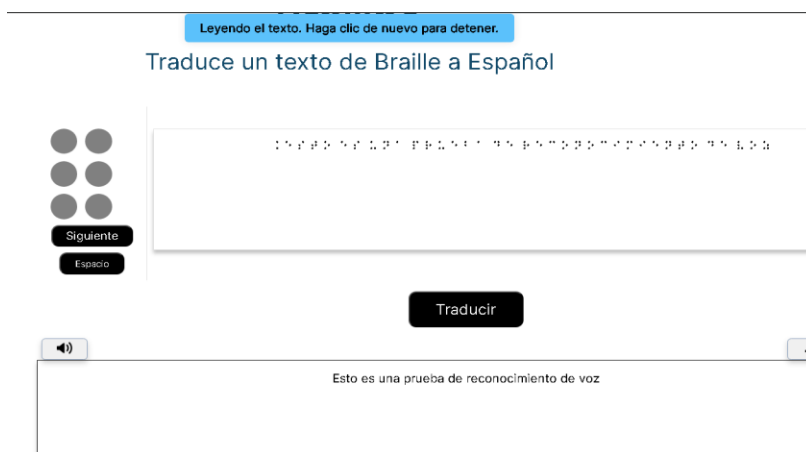 Leyendo el texto. Haga clic de nuevo para detener.
Traduce un texto de Braille a Español
⠨⠑⠎⠞⠕ ⠑⠎ ⠥⠝⠁ ⠏⠗⠥⠑⠃⠁ ⠙⠑ ⠗⠑⠉⠕⠝⠕⠉⠊⠍⠊⠑⠝⠞⠕ ⠙⠑ ⠧⠕⠵
Siguiente
Espacio
Traducir
Esto es una prueba de reconocimiento de voz